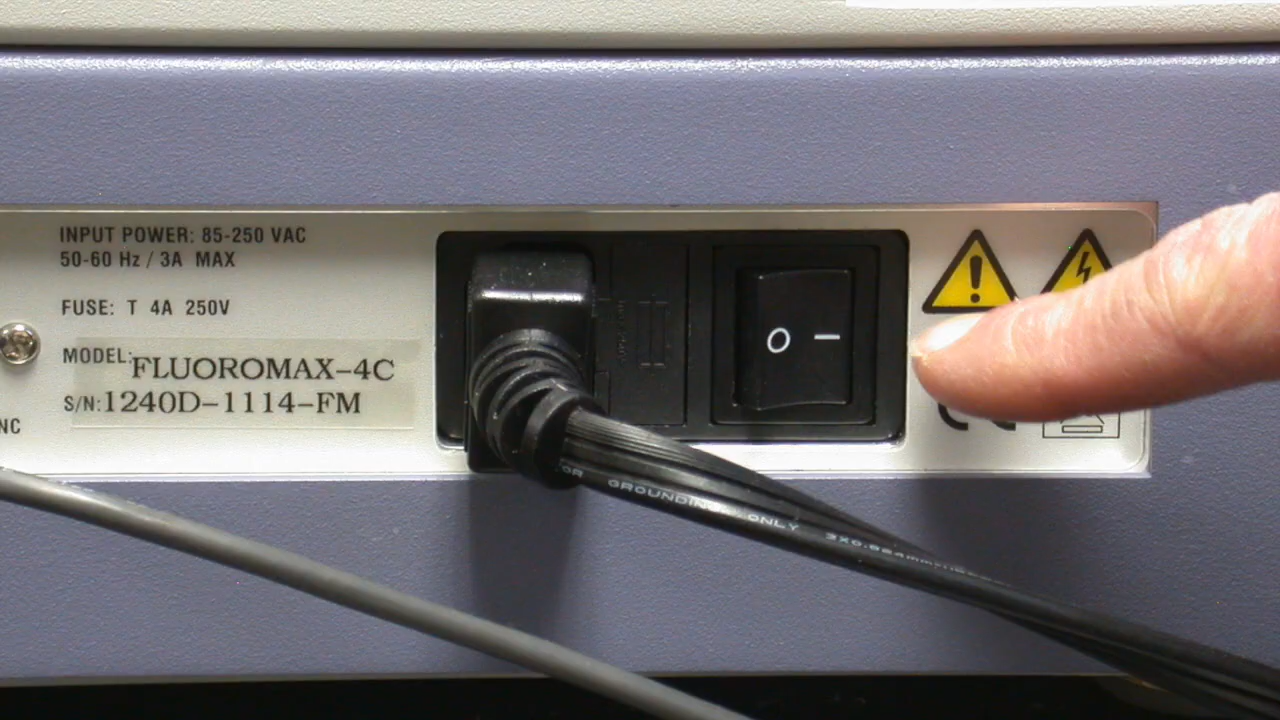 INPUT POWER: 85-250 VAC
50-60 Hz / 3A MAX
FUSE: T 4A 250V
MODEL: FLUOROMAX-4C
S/N: 1240D-1114-FM
NC
O I
GROUNDING ONLY